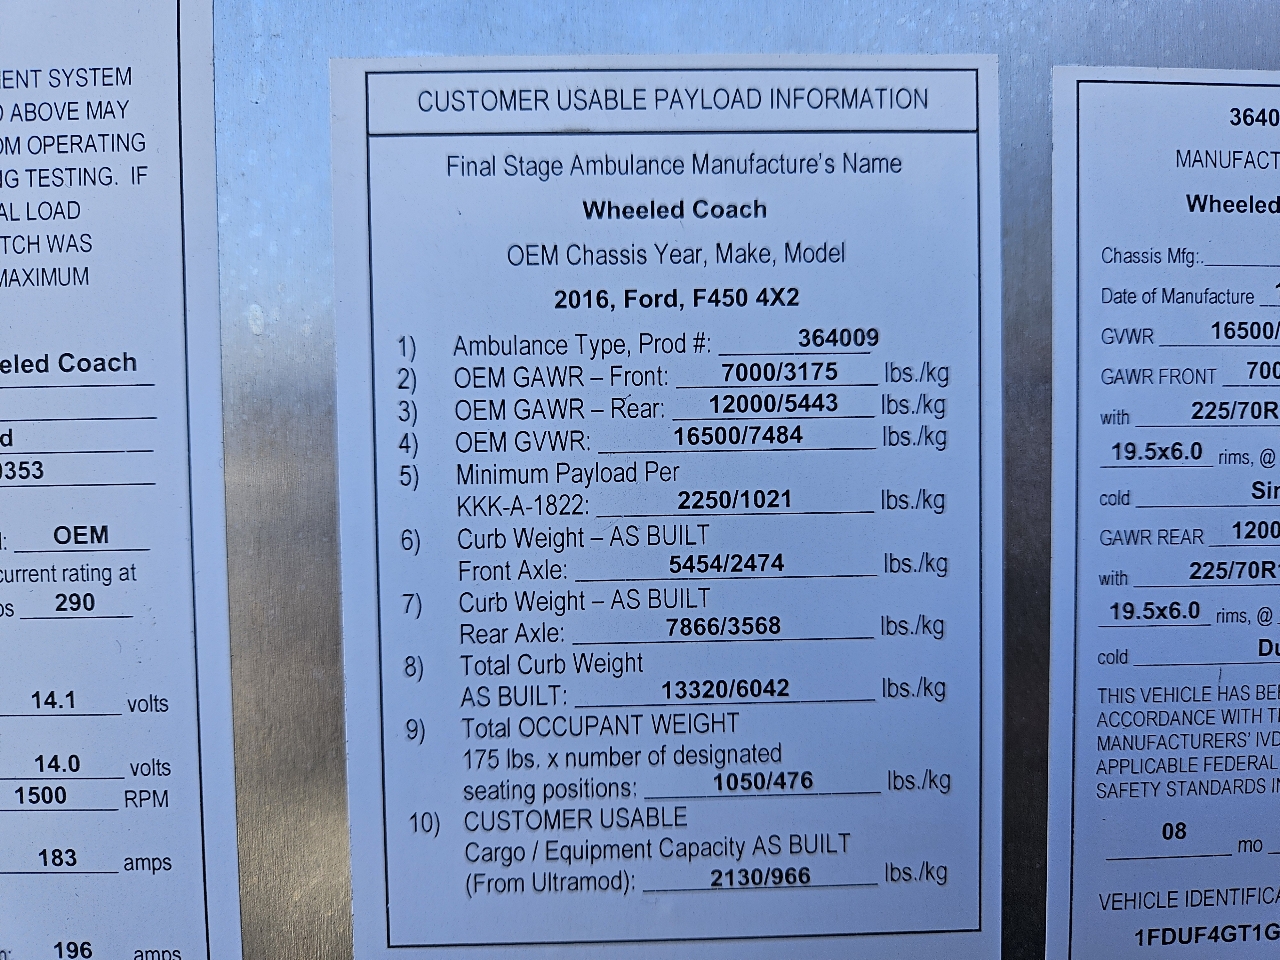 ENT SYSTEM
ABOVE MAY
OM OPERATING
NG TESTING. IF
AL LOAD
TCH WAS
MAXIMUM
eled Coach
d
0353
OEM
current rating at
290
14.1 volts
14.0 volts
1500 RPM
183 amps
196 amps
CUSTOMER USABLE PAYLOAD INFORMATION
Final Stage Ambulance Manufacture's Name
Wheeled Coach
OEM Chassis Year, Make, Model
2016, Ford, F450 4X2
1) Ambulance Type, Prod #: 364009
2) OEM GAWR – Front: 7000/3175 lbs./kg
3) OEM GAWR – Rear: 12000/5443 lbs./kg
4) OEM GVWR: 16500/7484 lbs./kg
5) Minimum Payload Per
KKK-A-1822: 2250/1021 lbs./kg
6) Curb Weight – AS BUILT
Front Axle: 5454/2474 lbs./kg
7) Curb Weight – AS BUILT
Rear Axle: 7866/3568 lbs./kg
8) Total Curb Weight
AS BUILT: 13320/6042 lbs./kg
9) Total OCCUPANT WEIGHT
175 lbs. x number of designated
seating positions: 1050/476 lbs./kg
10) CUSTOMER USABLE
Cargo / Equipment Capacity AS BUILT
(From Ultramod): 2130/966 lbs./kg
3640
MANUFACT
Wheeled
Chassis Mfg:.
Date of Manufacture
GVWR 16500/
GAWR FRONT 700
with 225/70R
19.5x6.0 rims, @
cold Sin
GAWR REAR 1200
with 225/70R
19.5x6.0 rims, @
cold Du
THIS VEHICLE HAS BEE
ACCORDANCE WITH T
MANUFACTURERS' IVD
APPLICABLE FEDERAL
SAFETY STANDARDS IN
08 mo
VEHICLE IDENTIFICA
1FDUF4GT1G